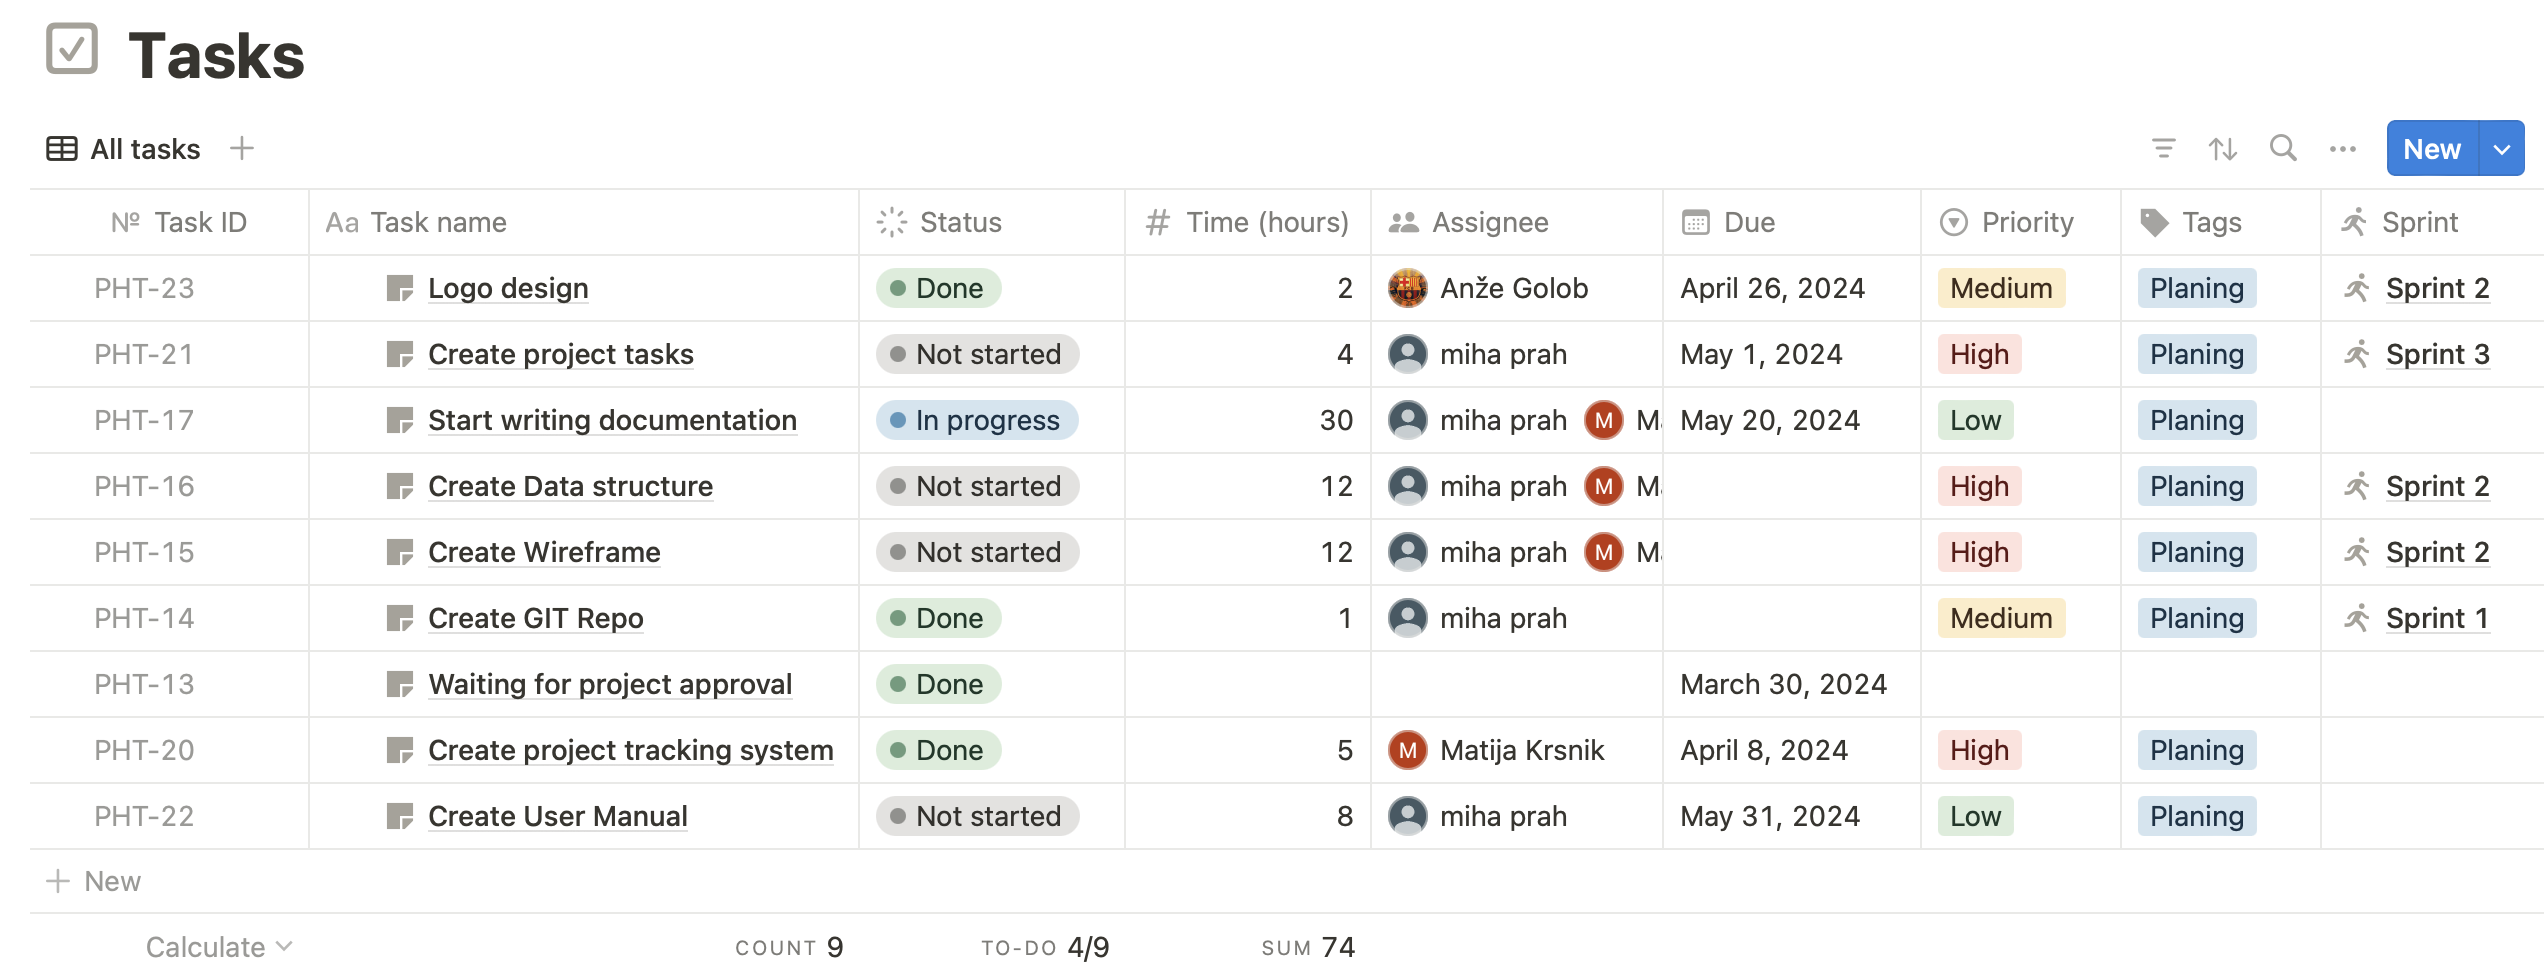 Tasks
All tasks
New
Nº Task ID Aa Task name Status # Time (hours) Assignee Due Priority Tags Sprint
PHT-23 Logo design Done 2 Anže Golob April 26, 2024 Medium Planing Sprint 2
PHT-21 Create project tasks Not started 4 miha prah May 1, 2024 High Planing Sprint 3
PHT-17 Start writing documentation In progress 30 miha prah M May 20, 2024 Low Planing
PHT-16 Create Data structure Not started 12 miha prah M High Planing Sprint 2
PHT-15 Create Wireframe Not started 12 miha prah M High Planing Sprint 2
PHT-14 Create GIT Repo Done 1 miha prah Medium Planing Sprint 1
PHT-13 Waiting for project approval Done March 30, 2024
PHT-20 Create project tracking system Done 5 M Matija Krsnik April 8, 2024 High Planing
PHT-22 Create User Manual Not started 8 miha prah May 31, 2024 Low Planing
New
Calculate COUNT 9 TO-DO 4/9 SUM 74